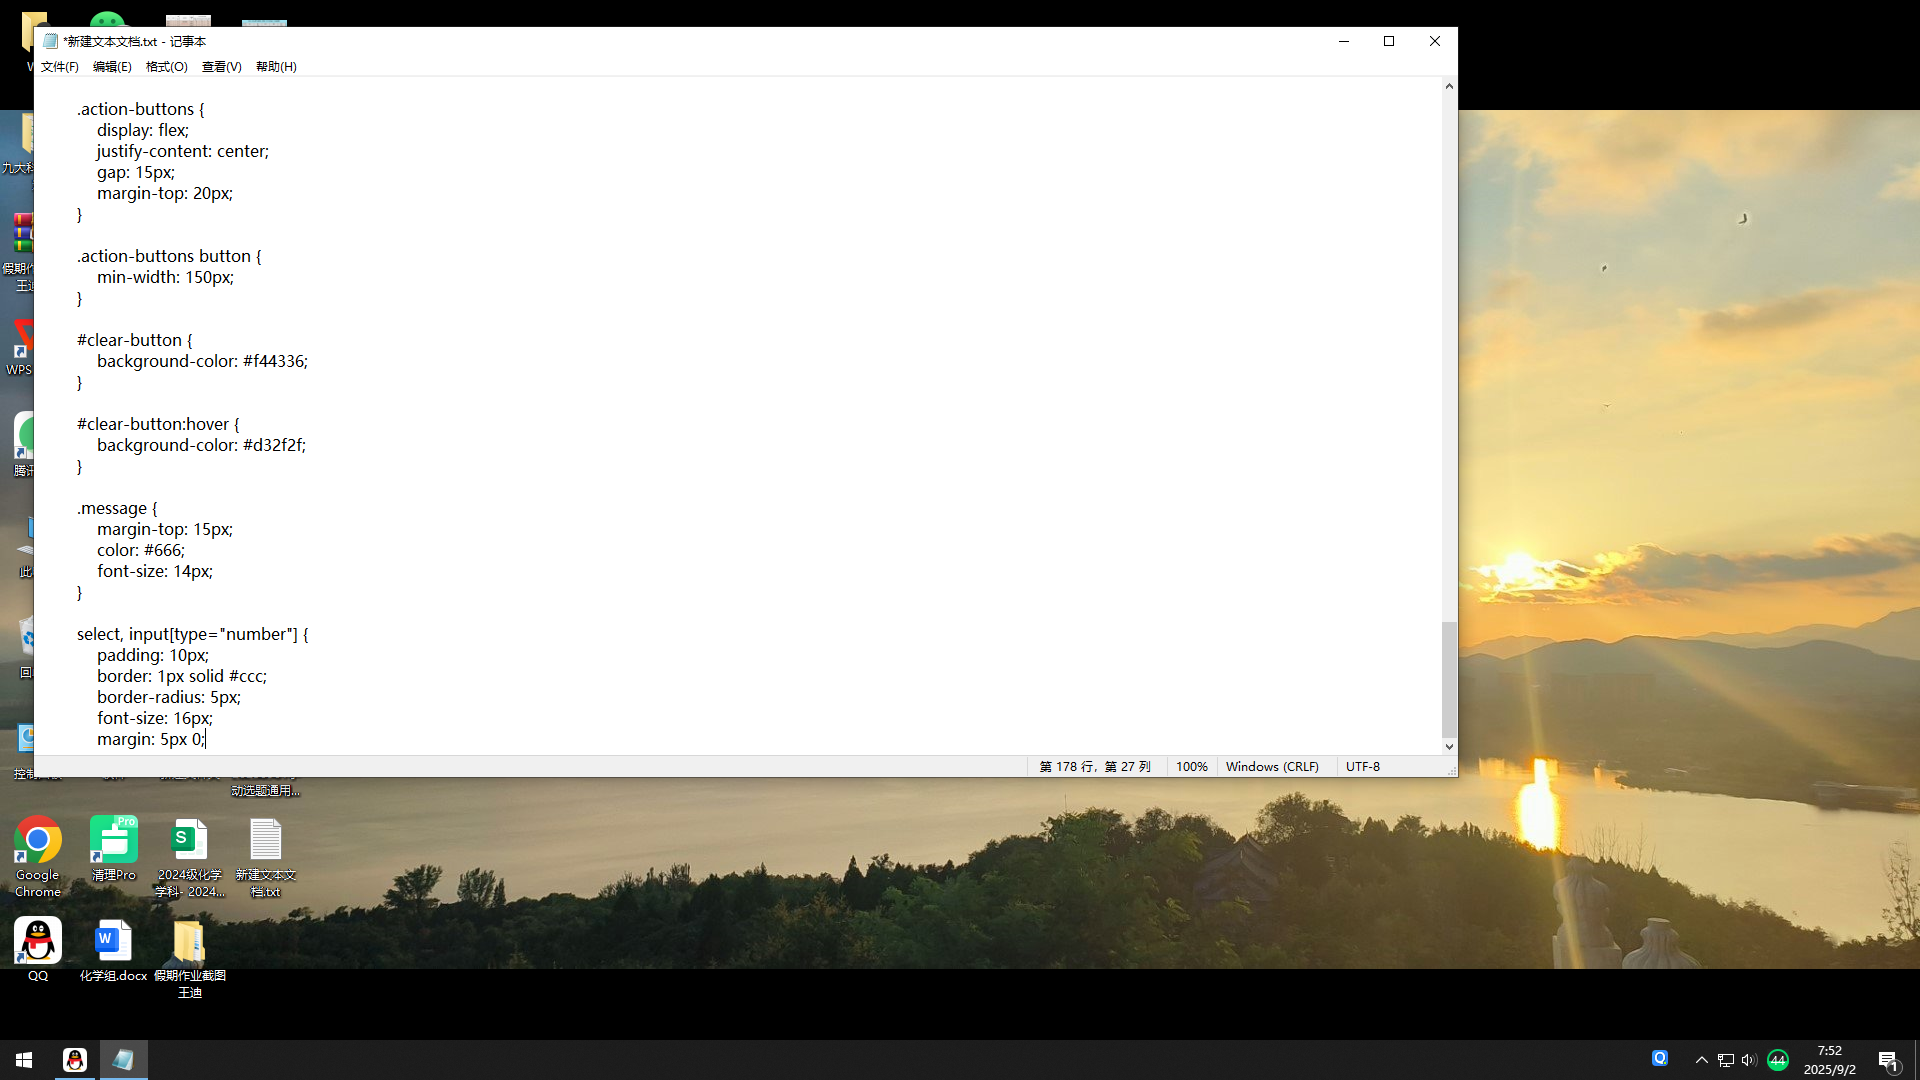 *新建文本文档.txt - 记事本
文件(F) 编辑(E) 格式(O) 查看(V) 帮助(H)
.action-buttons {
display: flex;
justify-content: center;
gap: 15px;
margin-top: 20px;
}
.action-buttons button {
min-width: 150px;
}
#clear-button {
background-color: #f44336;
}
#clear-button:hover {
background-color: #d32f2f;
}
.message {
margin-top: 15px;
color: #666;
font-size: 14px;
}
select, input[type="number"] {
padding: 10px;
border: 1px solid #ccc;
border-radius: 5px;
font-size: 16px;
margin: 5px 0;
第 178 行，第 27 列 100% Windows (CRLF) UTF-8
W
九大科
假期作
王迪
WPS
腾讯
此
回
控制
动选题通用...
Google
Chrome
Pro
清理Pro
S
2024级化学
学科- 2024...
新建文本文
档.txt
QQ
W
化学组.docx
假期作业截图
王迪
Q
44
7:52
2025/9/2
1